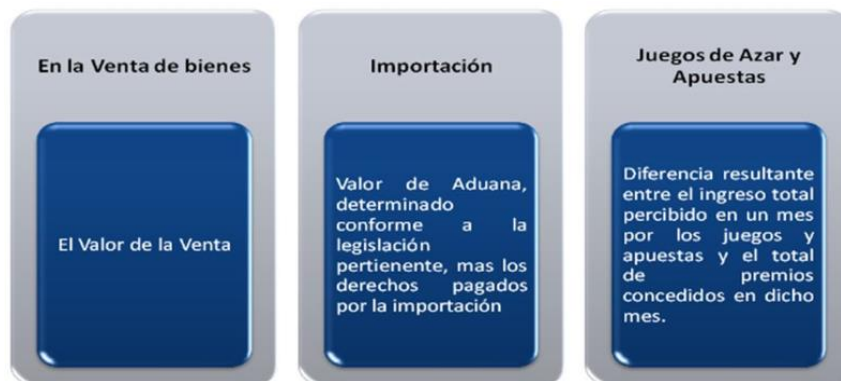 En la Venta de bienes
El Valor de la Venta
Importación
Valor de Aduana,
determinado
conforme a la
legislación
pertienente, mas los
derechos pagados
por la importación
Juegos de Azar y
Apuestas
Diferencia resultante
entre el ingreso total
percibido en un mes
por los juegos y
apuestas y el total
de premios
concedidos en dicho
mes.